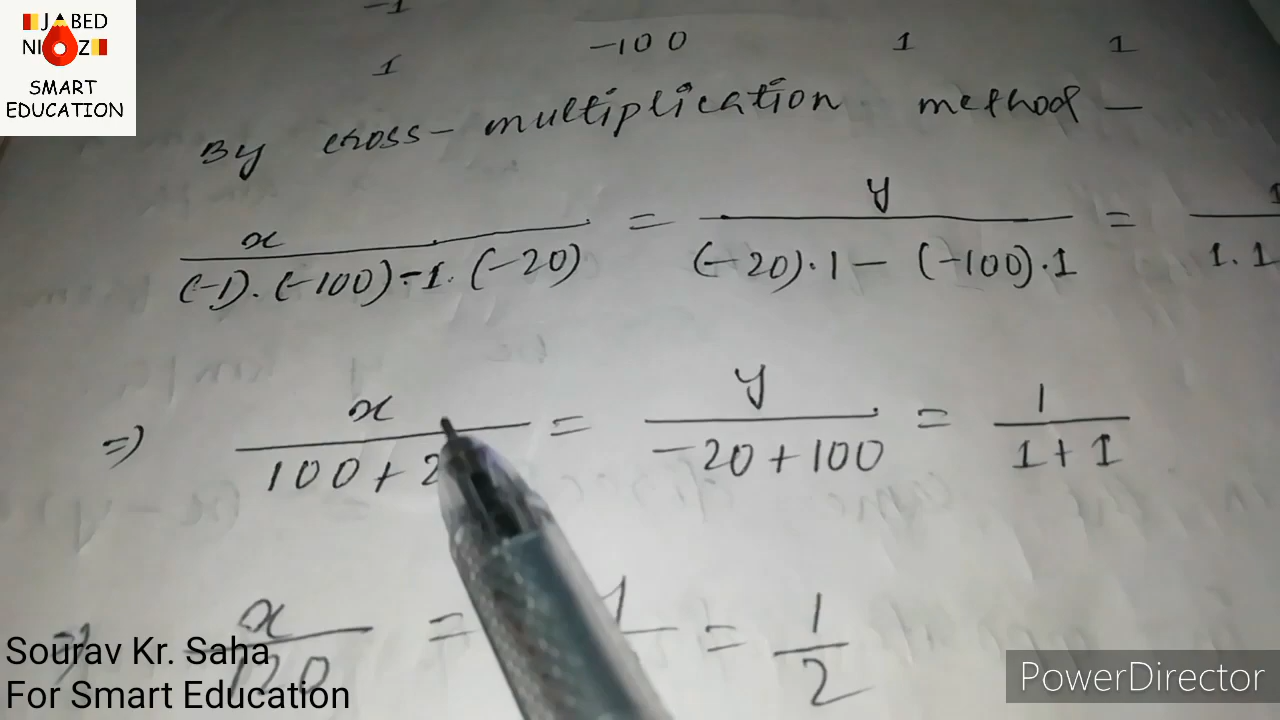 JABED
NIOZ
SMART
EDUCATION
-1
1 -100 1 1
By cross-multiplication method -
x / (-1).(-100)-1.(-20) = y / (-20).1-(-100).1 = 1 / 1.1
=> x / 100+2 = y / -20+100 = 1 / 1+1
=> x / 120 = y = 1 / 2
Sourav Kr. Saha
For Smart Education
PowerDirector